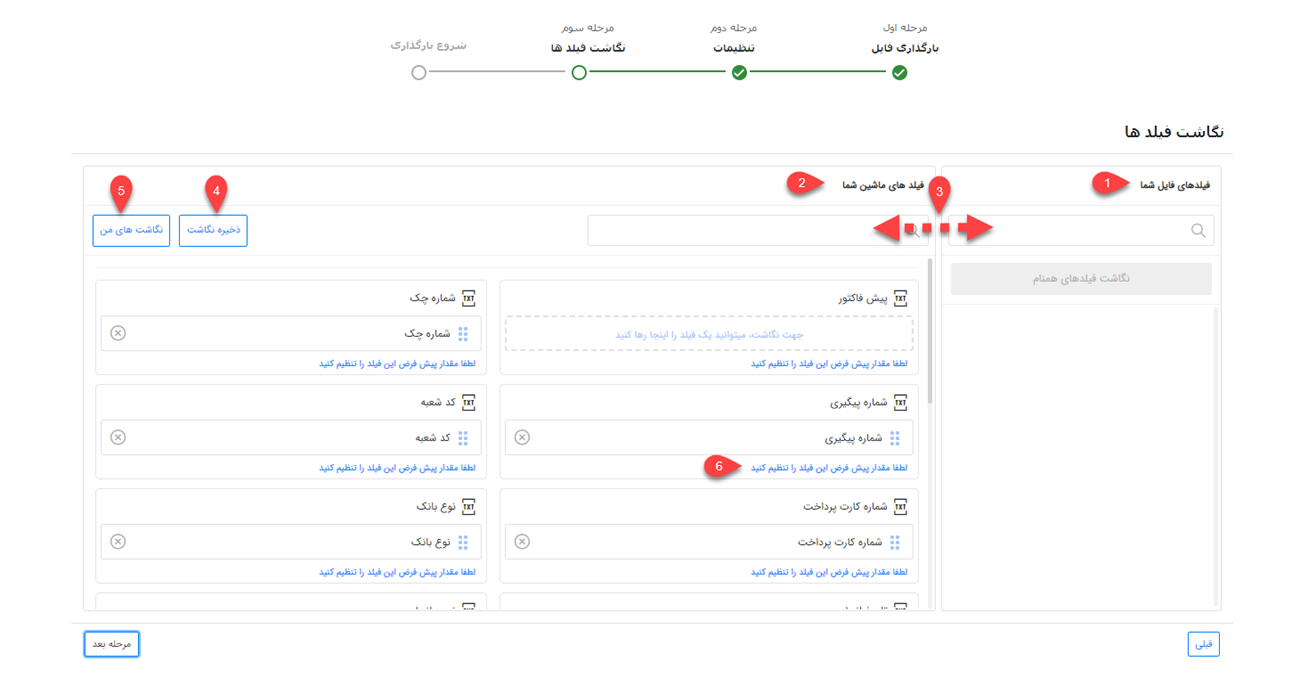 مرحله اول
بارگذاری فایل
مرحله دوم
تنظیمات
مرحله سوم
نگاشت فیلد ها
شروع بارگذاری
نگاشت فیلد ها
فیلدهای فایل شما
1
فیلد های ماشین شما
2
3
4
5
ذخیره نگاشت
نگاشت های من
نگاشت فیلدهای همنام
TXT پیش فاکتور
جهت نگاشت، میتوانید یک فیلد را اینجا رها کنید
لطفا مقدار پیش فرض این فیلد را تنظیم کنید
TXT شماره چک
شماره چک
لطفا مقدار پیش فرض این فیلد را تنظیم کنید
TXT شماره پیگیری
شماره پیگیری
لطفا مقدار پیش فرض این فیلد را تنظیم کنید
6
TXT کد شعبه
کد شعبه
لطفا مقدار پیش فرض این فیلد را تنظیم کنید
TXT شماره کارت پرداخت
شماره کارت پرداخت
لطفا مقدار پیش فرض این فیلد را تنظیم کنید
TXT نوع بانک
نوع بانک
لطفا مقدار پیش فرض این فیلد را تنظیم کنید
قبلی
مرحله بعد